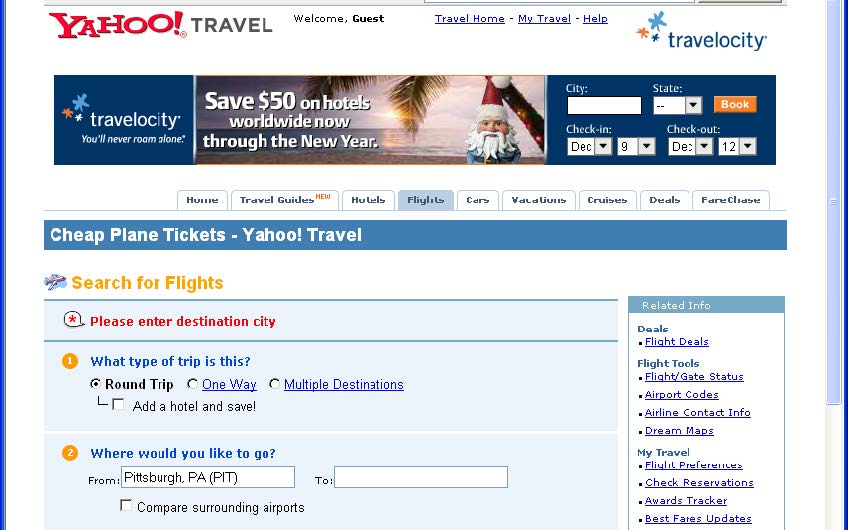 YAHOO! TRAVEL
Welcome, Guest
Travel Home - My Travel - Help
travelocity
travelocity
You'll never roam alone.
Save $50 on hotels
worldwide now
through the New Year.
City: State:
-- Book
Check-in: Check-out:
Dec 9 Dec 12
Home Travel Guides NEW Hotels Flights Cars Vacations Cruises Deals FareChase
Cheap Plane Tickets - Yahoo! Travel
Search for Flights
* Please enter destination city
1 What type of trip is this?
Round Trip One Way Multiple Destinations
Add a hotel and save!
2 Where would you like to go?
From: Pittsburgh, PA (PIT) To:
Compare surrounding airports
Related Info
Deals
Flight Deals
Flight Tools
Flight/Gate Status
Airport Codes
Airline Contact Info
Dream Maps
My Travel
Flight Preferences
Check Reservations
Awards Tracker
Best Fares Updates